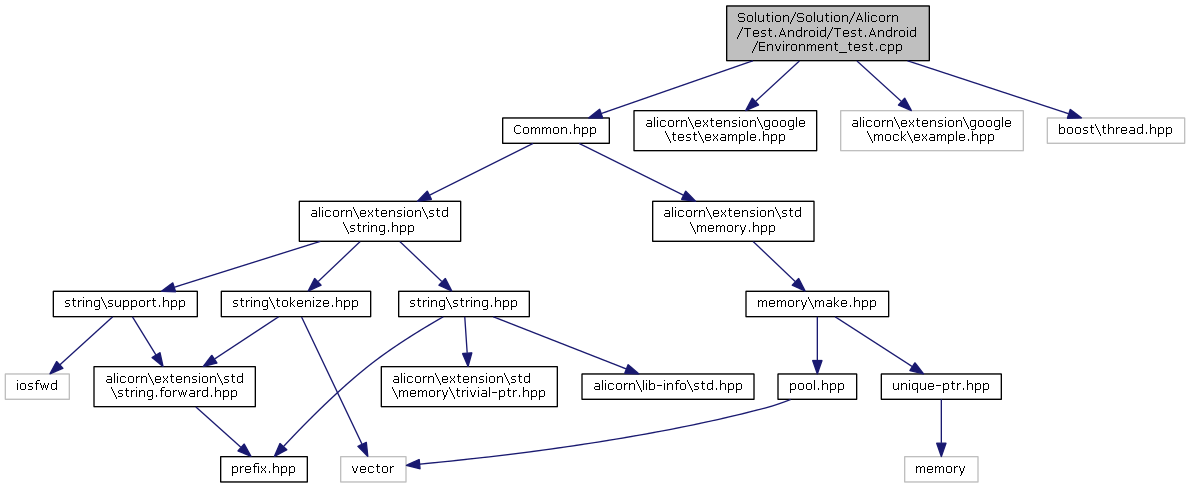 Solution/Solution/Alicorn
/Test.Android/Test.Android
/Environment_test.cpp
Common.hpp
alicorn\extension\google
\test\example.hpp
alicorn\extension\google
\mock\example.hpp
boost\thread.hpp
alicorn\extension\std
\string.hpp
alicorn\extension\std
\memory.hpp
string\support.hpp
string\tokenize.hpp
string\string.hpp
memory\make.hpp
iosfwd
alicorn\extension\std
\string.forward.hpp
alicorn\extension\std
\memory\trivial-ptr.hpp
alicorn\lib-info\std.hpp
pool.hpp
unique-ptr.hpp
prefix.hpp
vector
memory